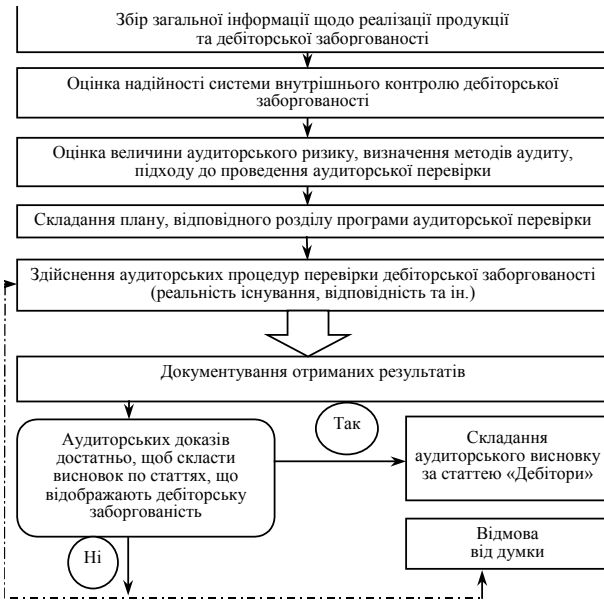 Збір загальної інформації щодо реалізації продукції
та дебіторської заборгованості
Оцінка надійності системи внутрішнього контролю дебіторської
заборгованості
Оцінка величини аудиторського ризику, визначення методів аудиту,
підходу до проведення аудиторської перевірки
Складання плану, відповідного розділу програми аудиторської перевірки
Здійснення аудиторських процедур перевірки дебіторської заборгованості
(реальність існування, відповідність та ін.)
Документування отриманих результатів
Так
Аудиторських доказів
достатньо, щоб скласти
висновок по статтях, що
відображають дебіторську
заборгованість
Складання
аудиторського висновку
за статтею «Дебітори»
Ні
Відмова
від думки